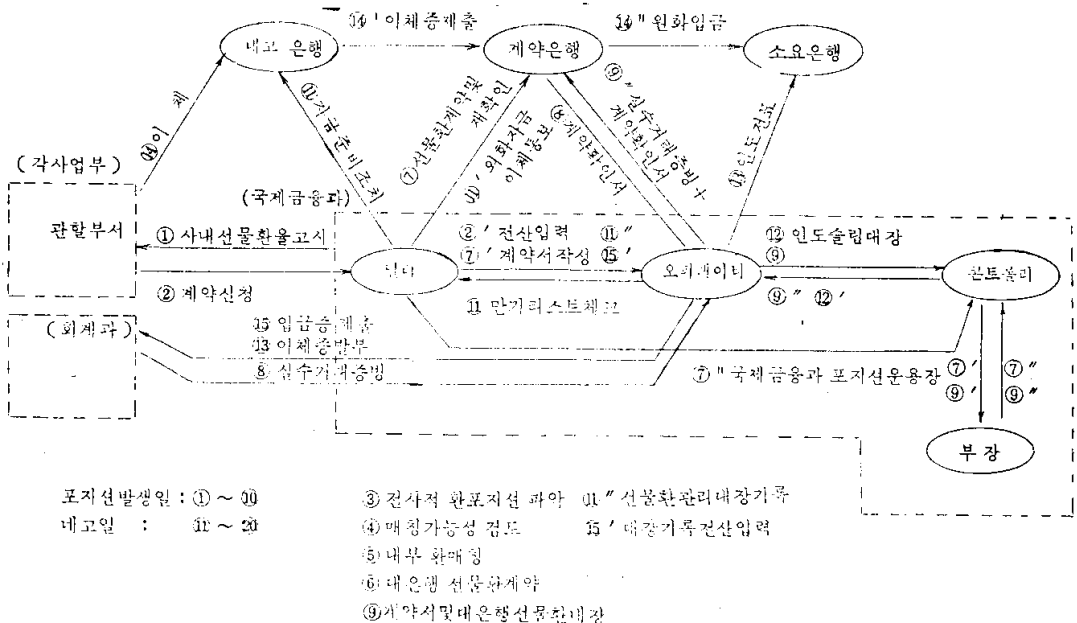 ⑭ ′ 이체증제출
⑭ ″ 원화입금
네고 은행
계약은행
소요은행
⑭ 이 체
⑪ 지급준비조치
⑦ 선물환계약및
재확인
⑪ ′ 외화자금
이체통보
⑧ 계약확인서
⑨ ″ 실수거래증빙 +
계약확인서
⑬ 인도전표
(각사업부)
관할부서
(국제금융과)
① 사내선물환율고시
② 계약신청
딜러
② ′ 전산입력 ⑪ ″
⑦ ′ 계약서작성 ⑮ ′
⑪ 만기리스트체크
오퍼레이터
⑫ 인도슬립대장
⑨
⑨ ″ ⑫ ′
콘트롤러
(회계과)
⑮ 입금증제출
⑬ 이체증발부
⑧ 실수거래증빙
⑦ ″ 국제금융과 포지션운용장
⑦ ′ ⑦ ″
⑨ ′ ⑨ ″
부 장
포지션발생일 : ① ~ ⑩
네고일 : ⑪ ~ ⑳
③ 전사적 환포지션 파악 ⑪ ″ 선물환관리대장기록
④ 매칭가능성 검토 ⑮ ′ 대장기록전산입력
⑤ 내부 환매칭
⑥ 대은행 선물환계약
⑨ 계약서및대은행선물환대장